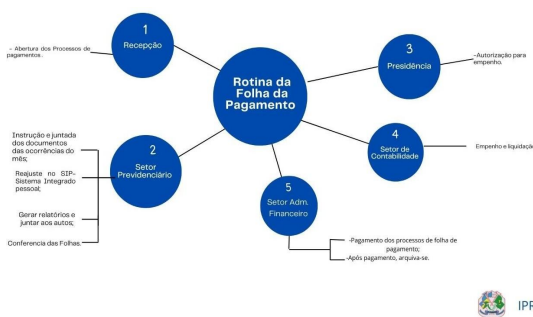 Rotina da
Folha da
Pagamento
1
Recepção
- Abertura dos Processos de
pagamentos.
2
Setor
Previdenciário
Instrução e juntada
dos documentos
das ocorrências do
mês;
Reajuste no SIP-
Sistema Integrado
pessoal;
Gerar relatórios e
juntar aos autos;
Conferencia das Folhas.
3
Presidência
-Autorização para
empenho.
4
Setor de
Contabilidade
Empenho e liquidação
5
Setor Adm.
Financeiro
-Pagamento dos processos de folha de
pagamento;
-Após pagamento, arquiva-se.
IPR